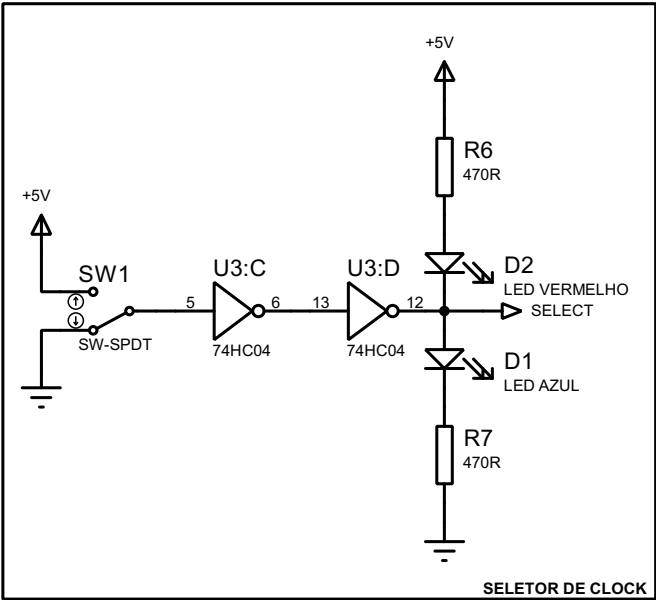 +5V
R6
470R
+5V
SW1
U3:C
U3:D
D2
LED VERMELHO
5
6
13
12
SELECT
SW-SPDT
74HC04
74HC04
D1
LED AZUL
R7
470R
SELETOR DE CLOCK